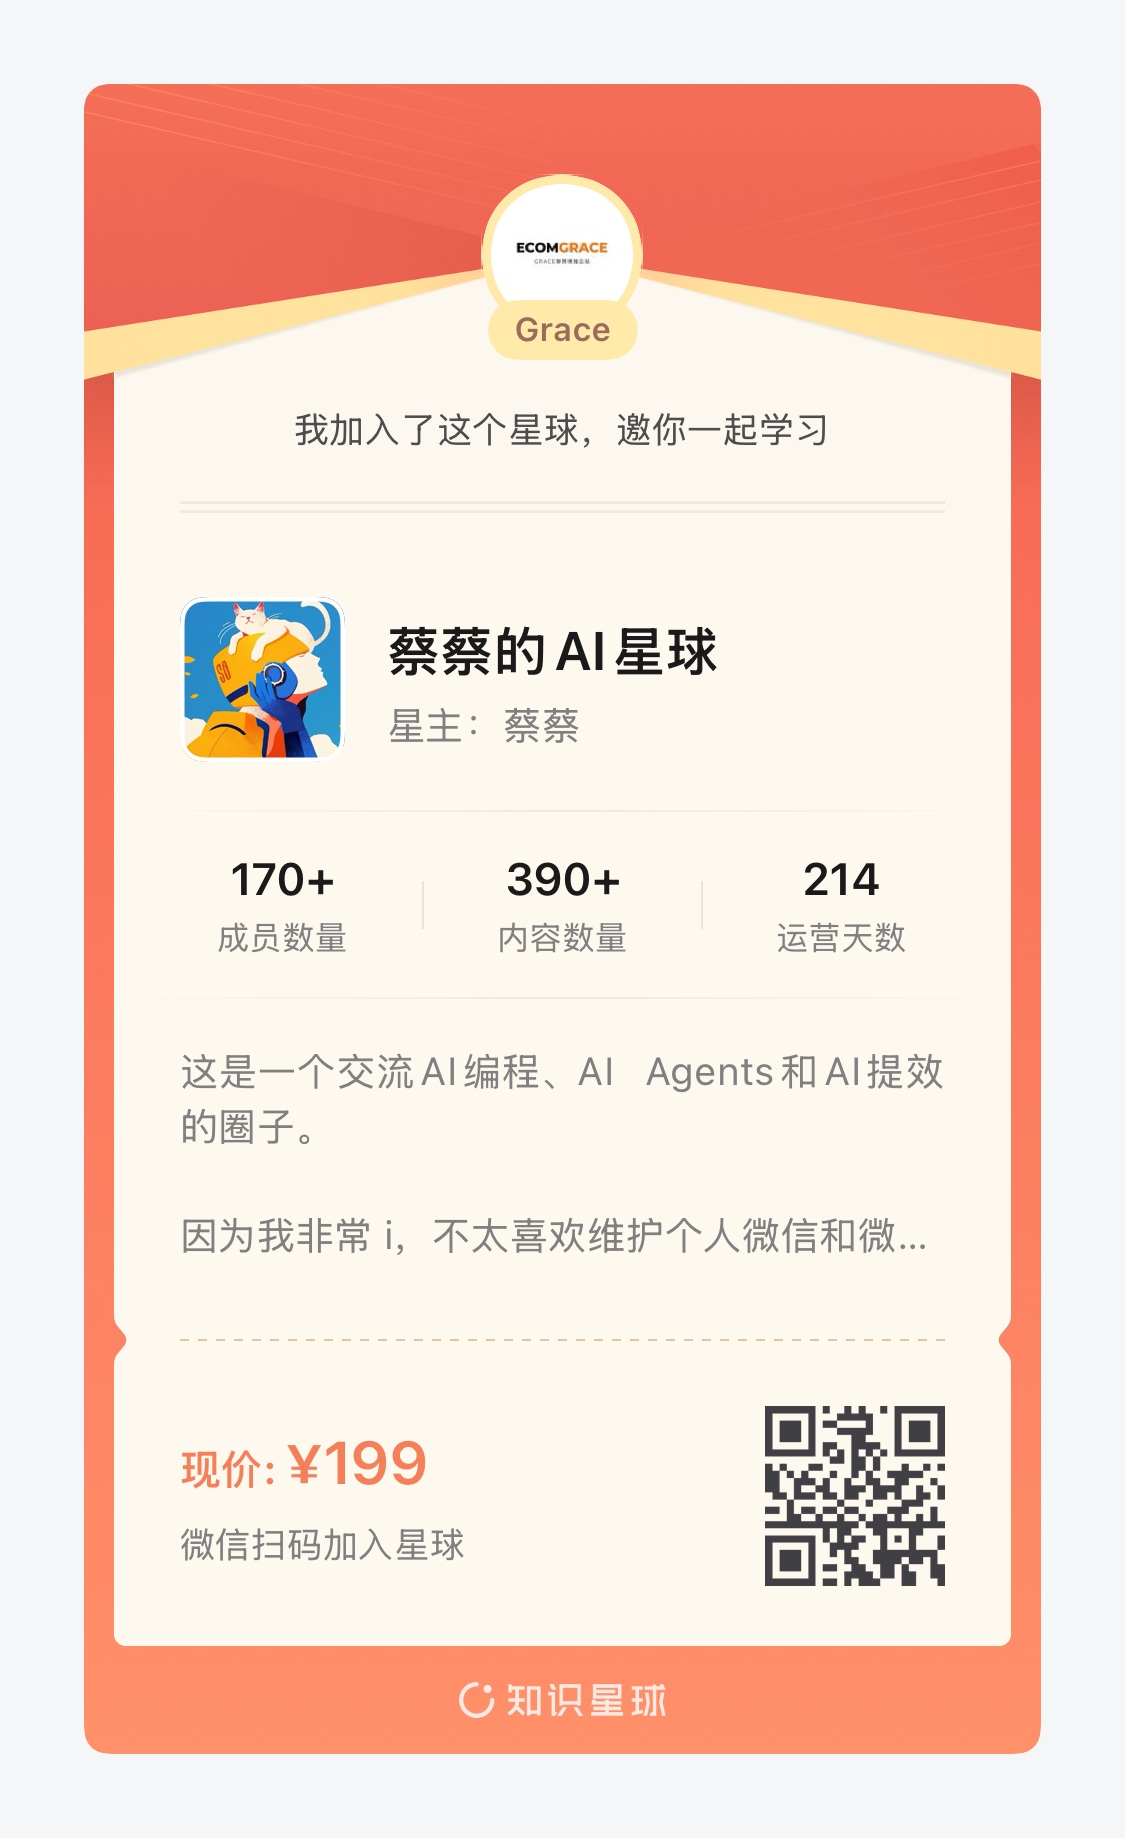 ECOMGRACE
Grace
我加入了这个星球，邀你一起学习
蔡蔡的AI星球
星主：蔡蔡
170+
390+
214
成员数量
内容数量
运营天数
这是一个交流AI编程、AI Agents和AI提效
的圈子。
因为我非常 i，不太喜欢维护个人微信和微...
现价: ¥199
微信扫码加入星球
知识星球